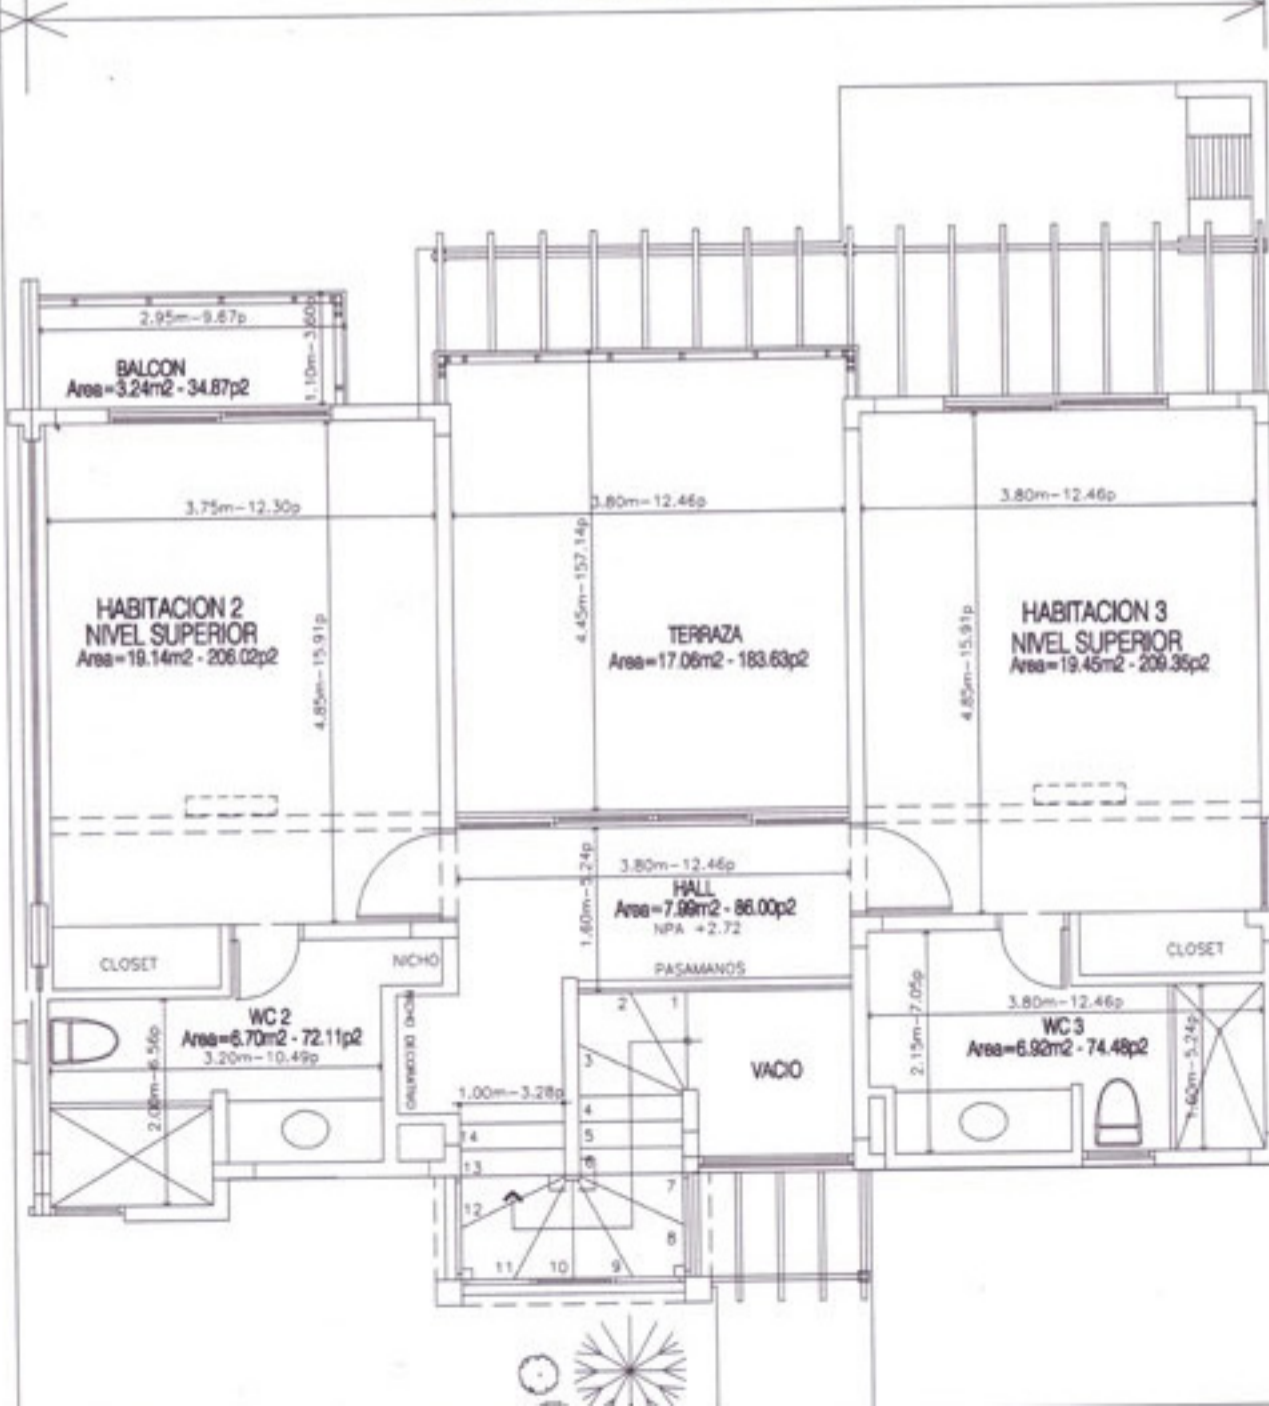 2.95m-9.67p
1.10m-3.60p
BALCON
Area=3.24m2 - 34.87p2
3.75m-12.30p
3.80m-12.46p
3.80m-12.46p
4.45m-157.14p
HABITACION 2
NIVEL SUPERIOR
Area=19.14m2 - 206.02p2
4.85m-15.91p
TERRAZA
Area=17.06m2 - 183.63p2
HABITACION 3
NIVEL SUPERIOR
Area=19.45m2 - 209.35p2
4.85m-15.91p
3.80m-12.46p
HALL
Area=7.99m2 - 86.00p2
NPA +2.72
1.60m-5.24p
CLOSET
NICHO
PASAMANOS
CLOSET
WC 2
Area=6.70m2 - 72.11p2
3.20m-10.49p
2.00m-6.56p
NICHO DECORATIVO
1.00m-3.28p
VACIO
2.15m-7.05p
3.80m-12.46p
WC 3
Area=6.92m2 - 74.48p2
1.60m-5.24p
1
2
3
4
5
6
7
8
9
10
11
12
13
14